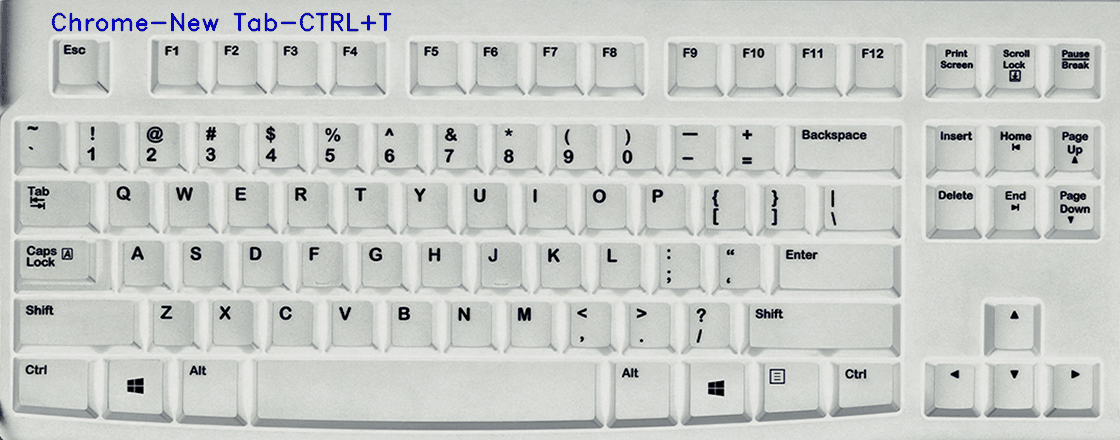 Chrome-New Tab-CTRL+T
Esc F1 F2 F3 F4 F5 F6 F7 F8 F9 F10 F11 F12 Print Screen Scroll Lock Pause Break
~ ` ! 1 @ 2 # 3 $ 4 % 5 ^ 6 & 7 * 8 ( 9 ) 0 — - + = Backspace Insert Home Page Up
Tab Q W E R T Y U I O P { [ } ] | \ Delete End Page Down
Caps Lock A A S D F G H J K L : ; “ ‘ Enter
Shift Z X C V B N M < , > . ? / Shift
Ctrl Alt Alt Ctrl